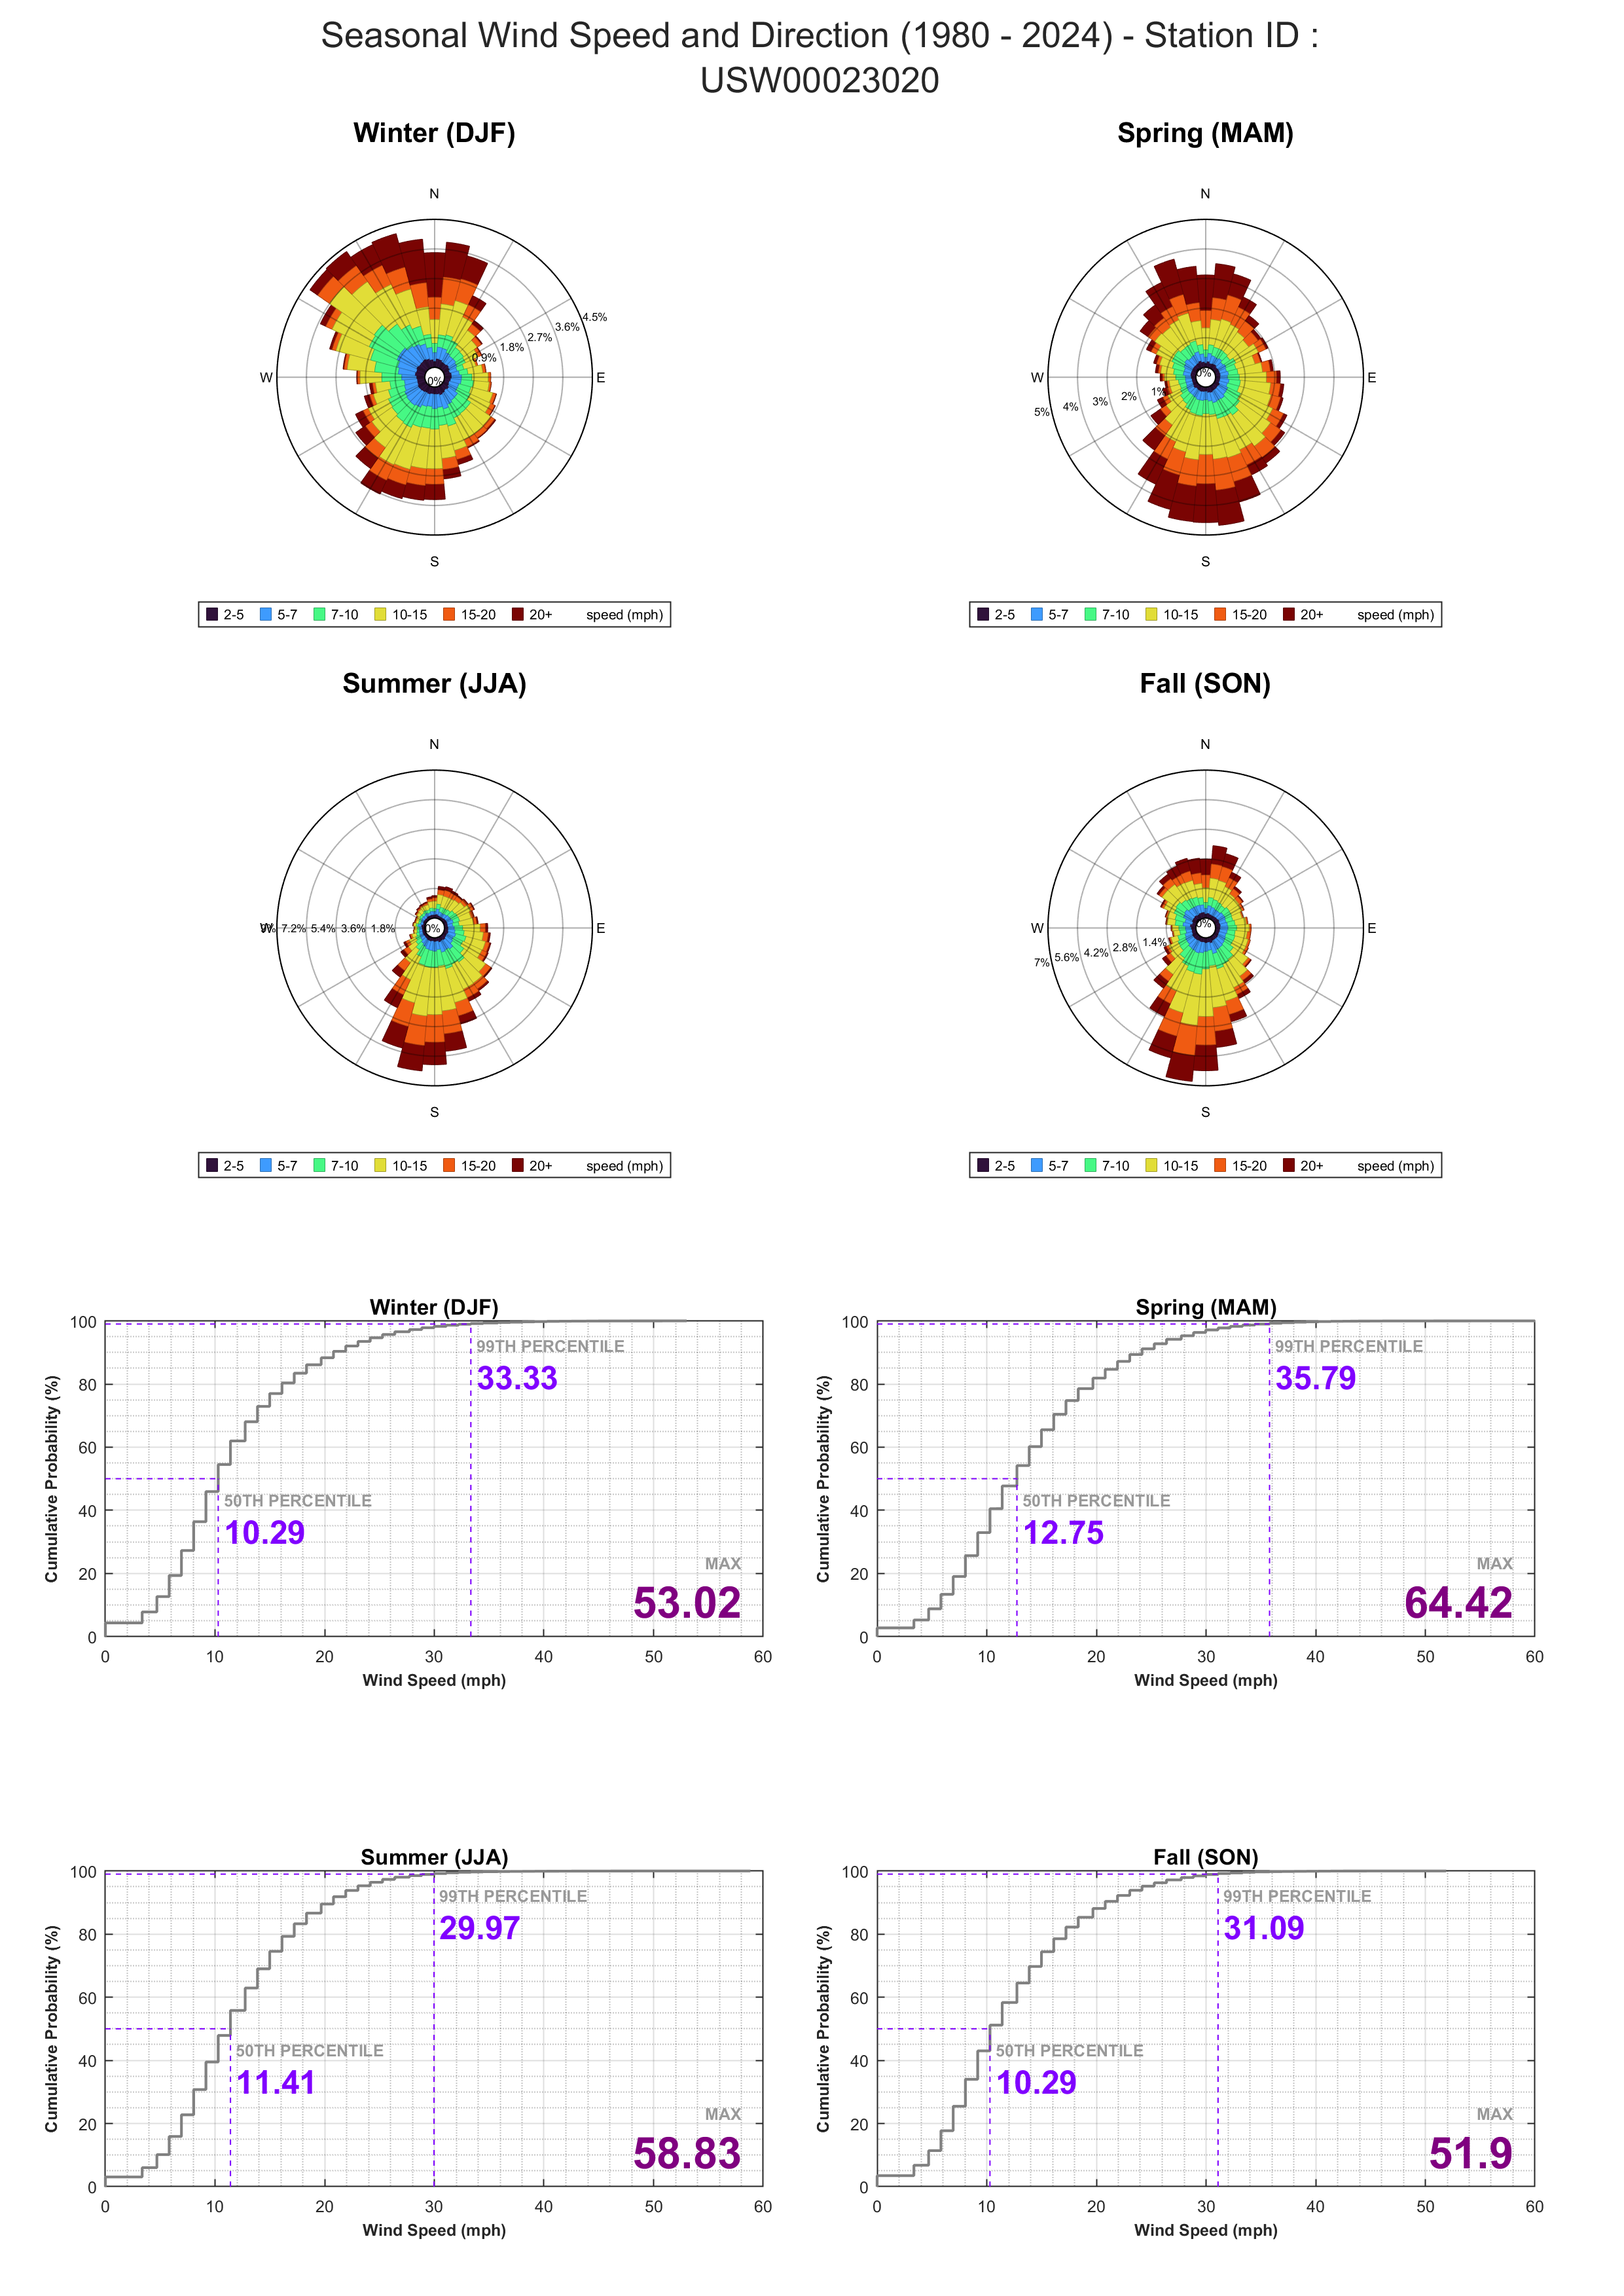 Seasonal Wind Speed and Direction (1980 - 2024) - Station ID :
USW00023020
Winter (DJF)
N
W
E
S
0%
0.9%
1.8%
2.7%
3.6%
4.5%
2-5 5-7 7-10 10-15 15-20 20+ speed (mph)
Spring (MAM)
N
W
E
S
0%
1%
2%
3%
4%
5%
2-5 5-7 7-10 10-15 15-20 20+ speed (mph)
Summer (JJA)
N
W
E
S
9% 7.2% 5.4% 3.6% 1.8% 0%
2-5 5-7 7-10 10-15 15-20 20+ speed (mph)
Fall (SON)
N
W
E
S
0%
1.4%
2.8%
4.2%
5.6%
7%
2-5 5-7 7-10 10-15 15-20 20+ speed (mph)
Winter (DJF)
Cumulative Probability (%)
100
80
60
40
20
0
99TH PERCENTILE
33.33
50TH PERCENTILE
10.29
MAX
53.02
0 10 20 30 40 50 60
Wind Speed (mph)
Spring (MAM)
Cumulative Probability (%)
100
80
60
40
20
0
99TH PERCENTILE
35.79
50TH PERCENTILE
12.75
MAX
64.42
0 10 20 30 40 50 60
Wind Speed (mph)
Summer (JJA)
Cumulative Probability (%)
100
80
60
40
20
0
99TH PERCENTILE
29.97
50TH PERCENTILE
11.41
MAX
58.83
0 10 20 30 40 50 60
Wind Speed (mph)
Fall (SON)
Cumulative Probability (%)
100
80
60
40
20
0
99TH PERCENTILE
31.09
50TH PERCENTILE
10.29
MAX
51.9
0 10 20 30 40 50 60
Wind Speed (mph)